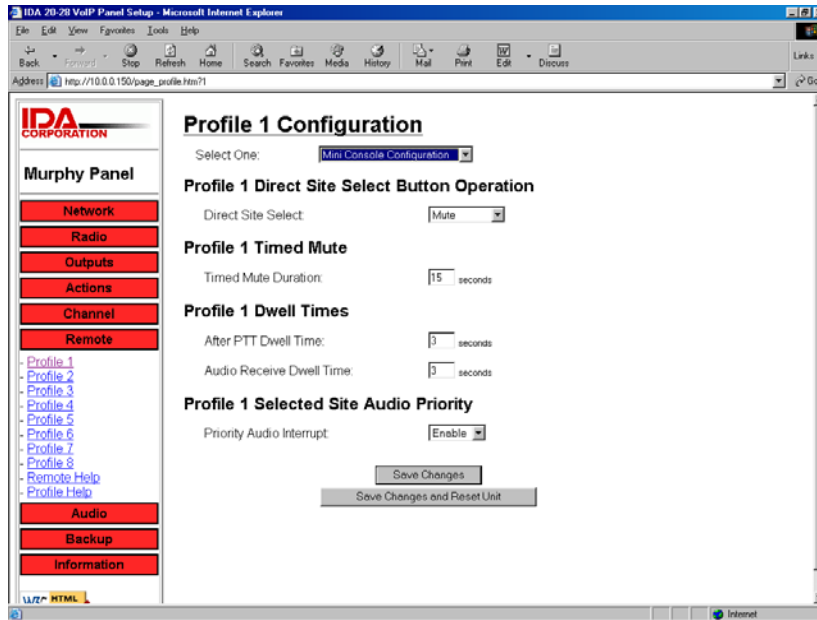 IDA 20-28 VoIP Panel Setup - Microsoft Internet Explorer
File Edit View Favorites Tools Help
Back Forward Stop Refresh Home Search Favorites Media History Mail Print Edit Discuss Links
Address http://10.0.0.150/page_profile.htm?1 Go
IDA
CORPORATION
Murphy Panel
Network
Radio
Outputs
Actions
Channel
Remote
- Profile 1
- Profile 2
- Profile 3
- Profile 4
- Profile 5
- Profile 6
- Profile 7
- Profile 8
- Remote Help
- Profile Help
Audio
Backup
Information
W3C HTML
Profile 1 Configuration
Select One: Mini Console Configuration
Profile 1 Direct Site Select Button Operation
Direct Site Select: Mute
Profile 1 Timed Mute
Timed Mute Duration: 15 seconds
Profile 1 Dwell Times
After PTT Dwell Time: 3 seconds
Audio Receive Dwell Time: 3 seconds
Profile 1 Selected Site Audio Priority
Priority Audio Interrupt: Enable
Save Changes
Save Changes and Reset Unit
Internet